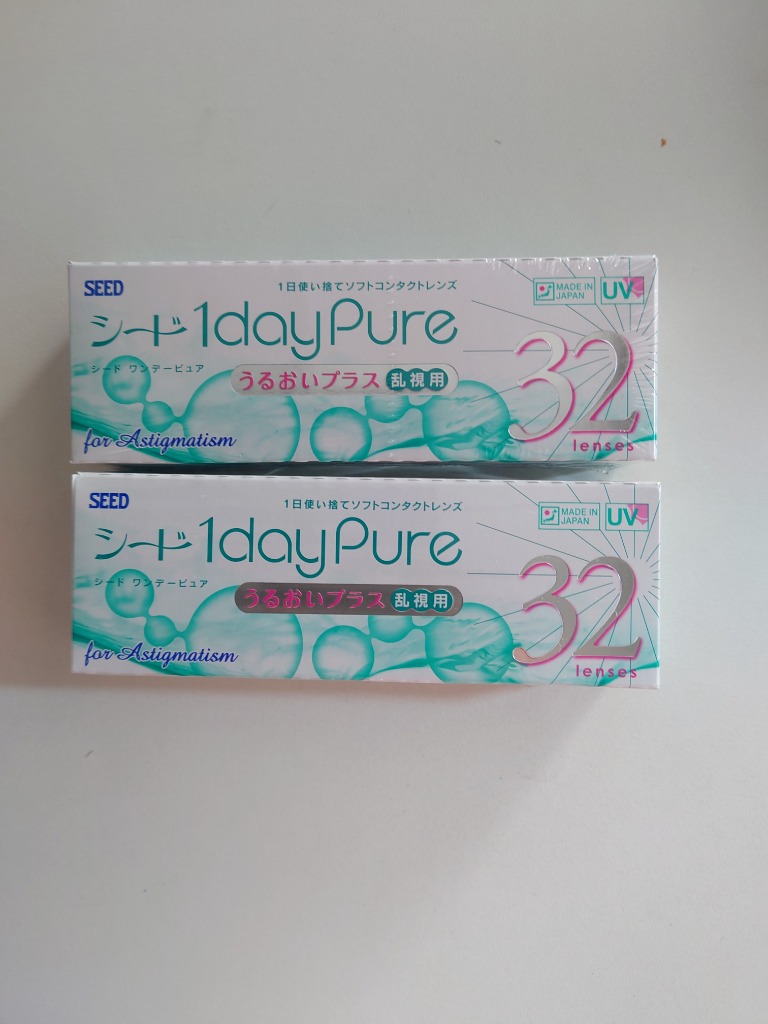 SEED
1日使い捨てソフトコンタクトレンズ
MADE IN
JAPAN
UV
シード 1dayPure
シード ワンデーピュア
うるおいプラス 乱視用
32
for Astigmatism
lenses
SEED
1日使い捨てソフトコンタクトレンズ
MADE IN
JAPAN
UV
シード 1dayPure
シード ワンデーピュア
うるおいプラス 乱視用
32
for Astigmatism
lenses